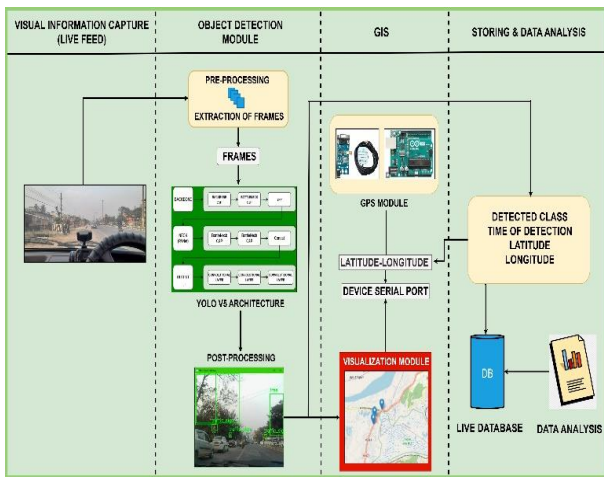 VISUAL INFORMATION CAPTURE
(LIVE FEED)
OBJECT DETECTION
MODULE
GIS
STORING & DATA ANALYSIS
PRE-PROCESSING
EXTRACTION OF FRAMES
FRAMES
YOLO V5 ARCHITECTURE
POST-PROCESSING
GPS MODULE
LATITUDE-LONGITUDE
DEVICE SERIAL PORT
VISUALIZATION MODULE
DETECTED CLASS
TIME OF DETECTION
LATITUDE
LONGITUDE
DB
LIVE DATABASE
DATA ANALYSIS